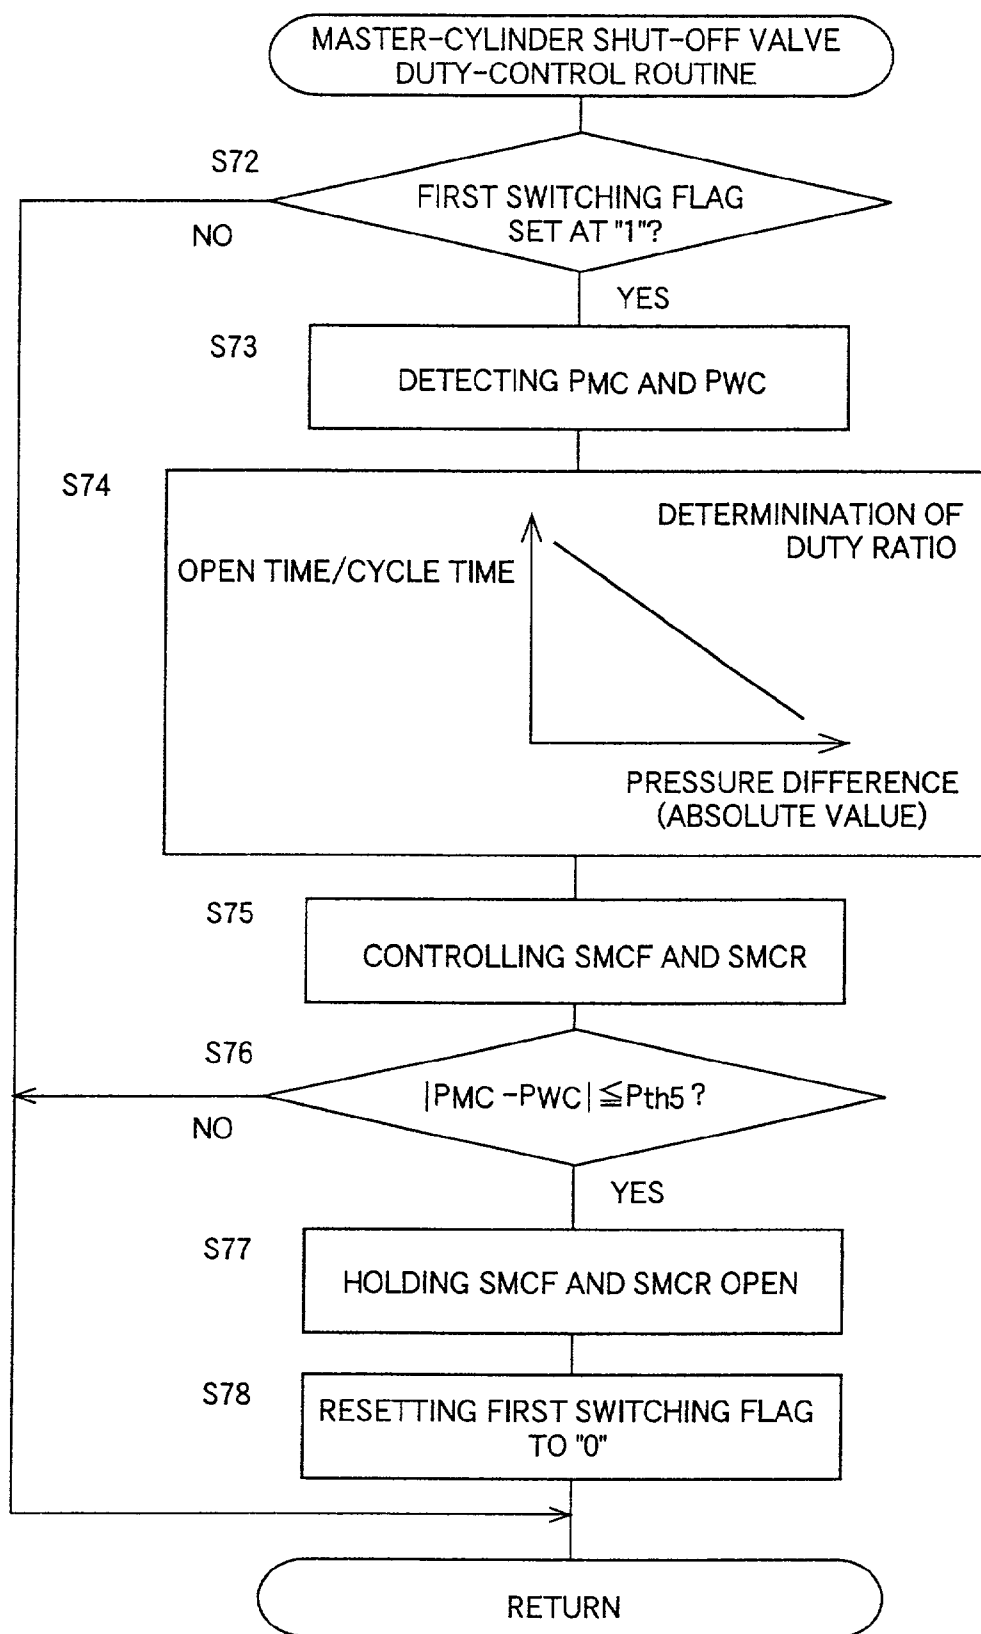 MASTER-CYLINDER SHUT-OFF VALVE
DUTY-CONTROL ROUTINE
S72
FIRST SWITCHING FLAG
SET AT "1"?
NO
YES
S73
DETECTING PMC AND PWC
S74
DETERMININATION OF
DUTY RATIO
OPEN TIME/CYCLE TIME
PRESSURE DIFFERENCE
(ABSOLUTE VALUE)
S75
CONTROLLING SMCF AND SMCR
S76
|PMC -PWC| ≦Pth5 ?
NO
YES
S77
HOLDING SMCF AND SMCR OPEN
S78
RESETTING FIRST SWITCHING FLAG
TO "0"
RETURN